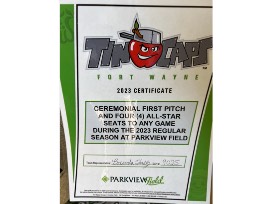 TINCAPS
FORT WAYNE
2023 CERTIFICATE
CEREMONIAL FIRST PITCH
AND FOUR (4) ALL-STAR
SEATS TO ANY GAME
DURING THE 2023 REGULAR
SEASON AT PARKVIEW FIELD
PARKVIEW Field